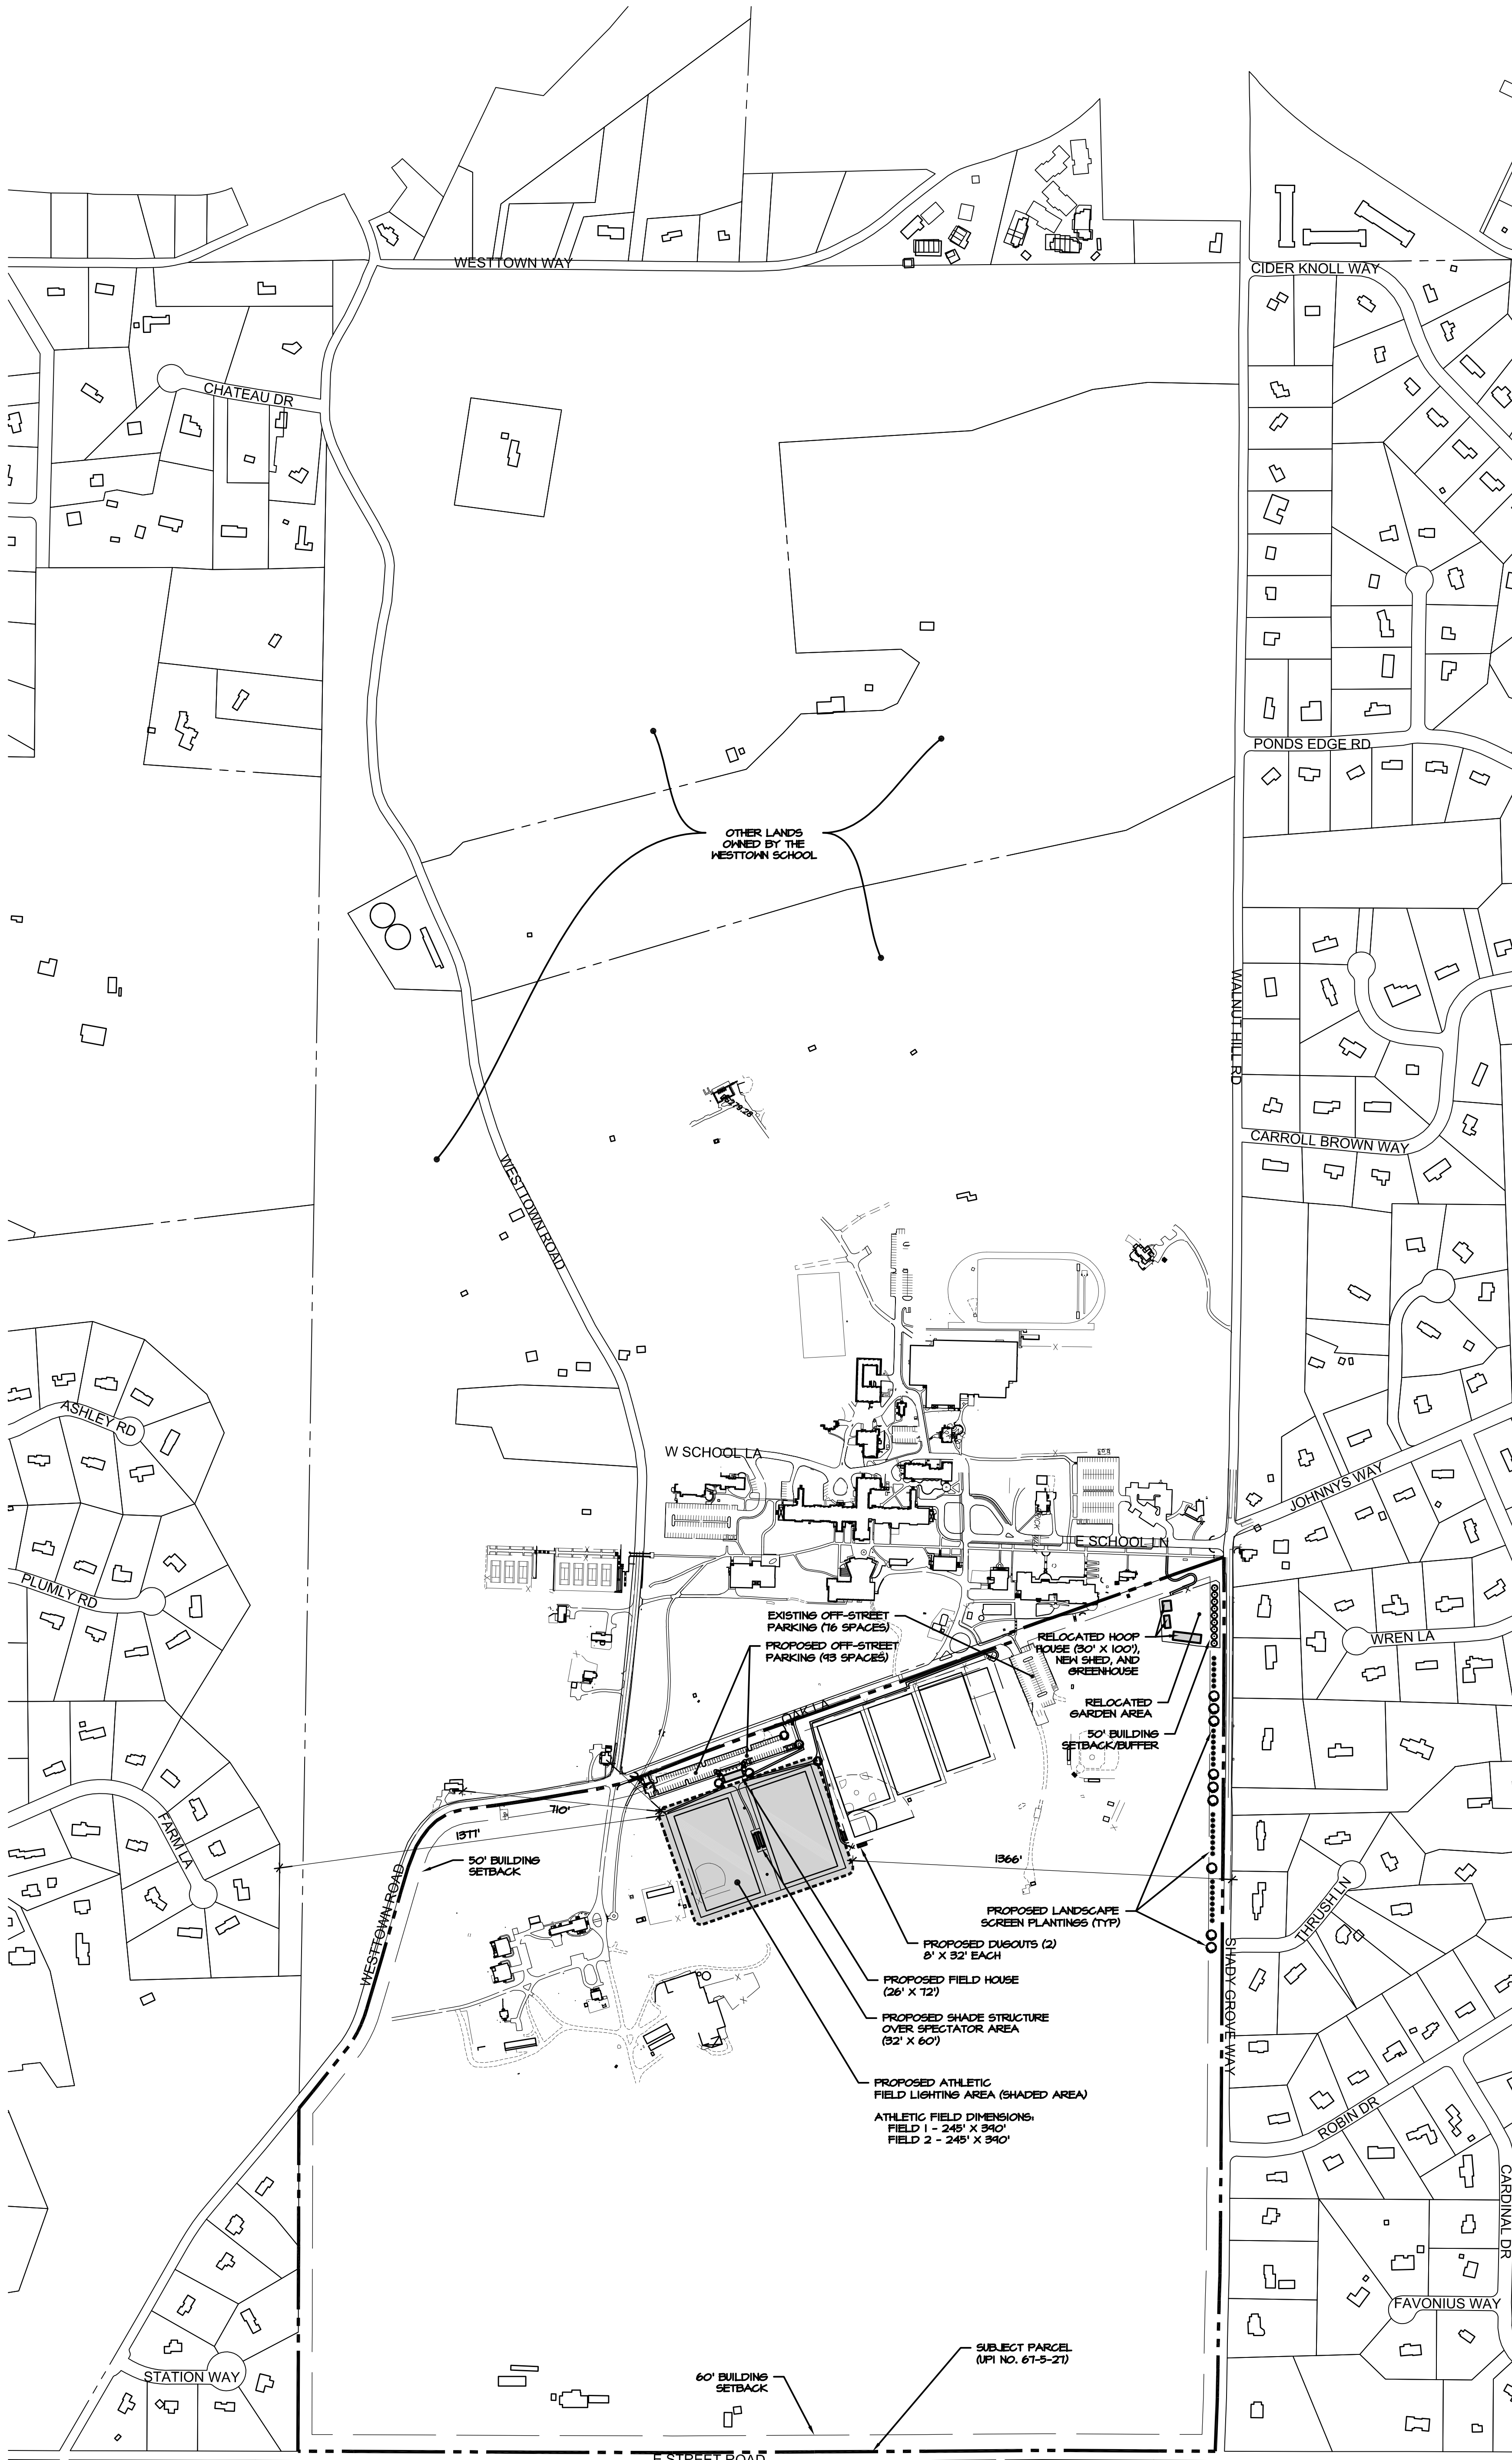 WESTTOWN WAY
CIDER KNOLL WAY
CHATEAU DR
PONDS EDGE RD
OTHER LANDS
OWNED BY THE
WESTTOWN SCHOOL
WALNUT HILL RD
CARROLL BROWN WAY
WESTTOWN ROAD
ASHLEY RD
W SCHOOL LA
JOHNNYS WAY
E SCHOOL LN
PLUMLY RD
EXISTING OFF-STREET
PARKING (76 SPACES)
PROPOSED OFF-STREET
PARKING (93 SPACES)
RELOCATED HOOP
HOUSE (30' X 100'),
NEW SHED, AND
GREENHOUSE
WREN LA
RELOCATED
GARDEN AREA
OAK LA
50' BUILDING
SETBACK/BUFFER
710'
1377'
FARM LA
50' BUILDING
SETBACK
1366'
WESTTOWN ROAD
PROPOSED LANDSCAPE
SCREEN PLANTINGS (TYP)
THRUSH LN
PROPOSED DUGOUTS (2)
8' X 32' EACH
SHADY GROVE WAY
PROPOSED FIELD HOUSE
(26' X 72')
PROPOSED SHADE STRUCTURE
OVER SPECTATOR AREA
(32' X 60')
PROPOSED ATHLETIC
FIELD LIGHTING AREA (SHADED AREA)
ATHLETIC FIELD DIMENSIONS:
FIELD 1 - 245' X 390'
FIELD 2 - 245' X 390'
ROBIN DR
CARDINAL DR
FAVONIUS WAY
STATION WAY
SUBJECT PARCEL
(UPI NO. 67-5-27)
60' BUILDING
SETBACK
E STREET ROAD